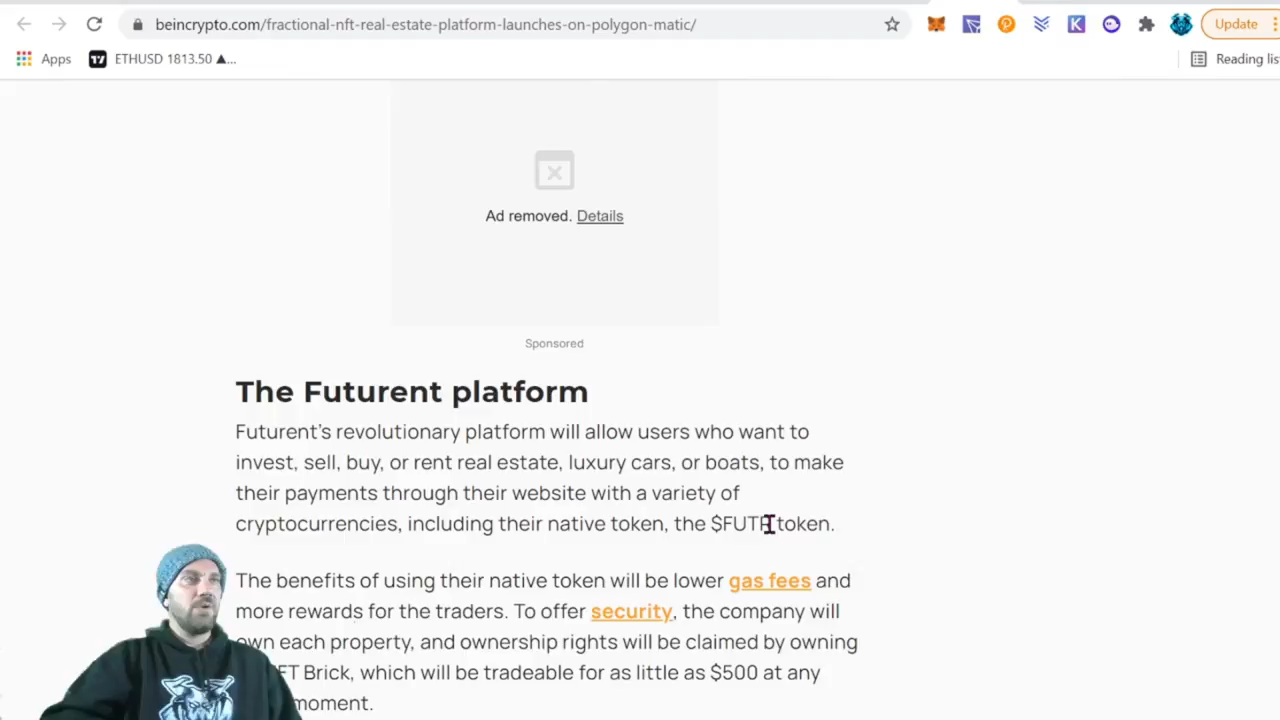 beincrypto.com/fractional-nft-real-estate-platform-launches-on-polygon-matic/
Update
Apps
ETHUSD 1813.50 ▲...
Reading lis
Ad removed. Details
Sponsored
The Futurent platform
Futurent's revolutionary platform will allow users who want to
invest, sell, buy, or rent real estate, luxury cars, or boats, to make
their payments through their website with a variety of
cryptocurrencies, including their native token, the $FUTR token.
The benefits of using their native token will be lower gas fees and
more rewards for the traders. To offer security, the company will
own each property, and ownership rights will be claimed by owning
FT Brick, which will be tradeable for as little as $500 at any
moment.